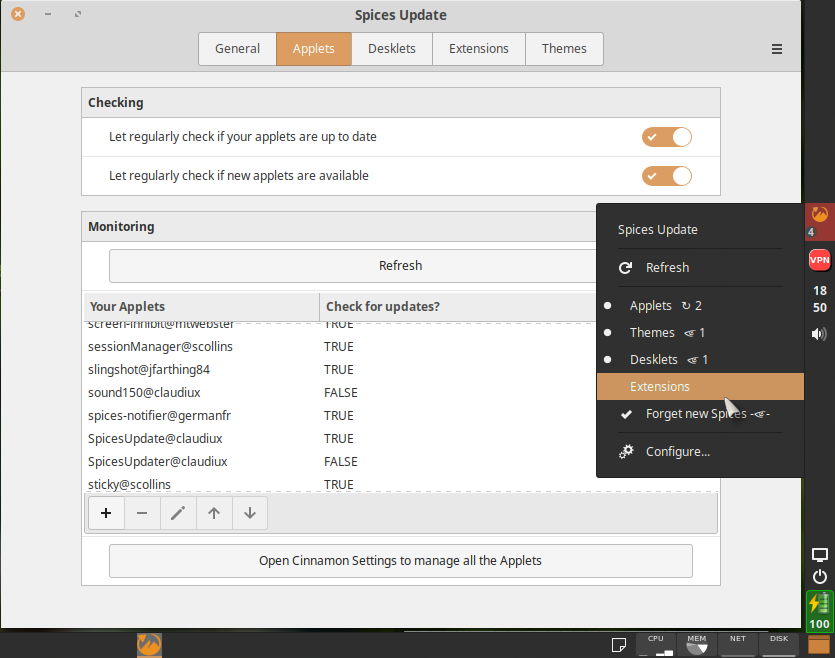 Spices Update
General Applets Desklets Extensions Themes
Checking
Let regularly check if your applets are up to date
Let regularly check if new applets are available
Monitoring
Refresh
Your Applets Check for updates?
screen-inhibit@mtwebster TRUE
sessionManager@scollins TRUE
slingshot@jfarthing84 TRUE
sound150@claudiux FALSE
spices-notifier@germanfr TRUE
SpicesUpdate@claudiux TRUE
SpicesUpdater@claudiux FALSE
sticky@scollins TRUE
Open Cinnamon Settings to manage all the Applets
Spices Update
Refresh
Applets ↻ 2
Themes 1
Desklets 1
Extensions
Forget new Spices
Configure...
4
VPN
18
50
100
CPU MEM NET DISK